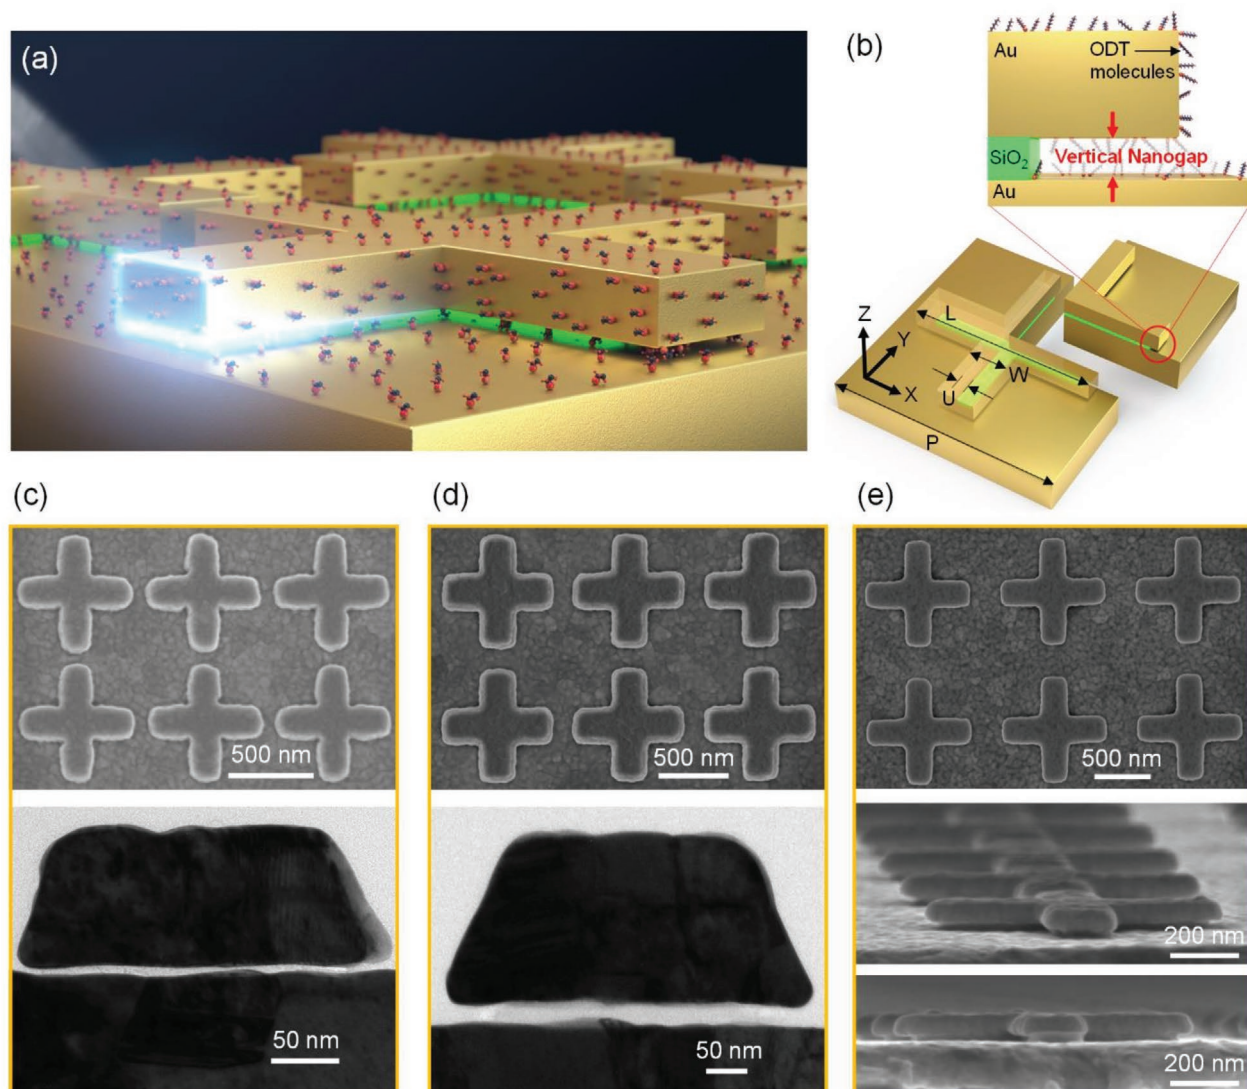 (a)
(b)
Au
ODT
molecules
SiO₂
Vertical Nanogap
Au
Z
Y
X
L
W
U
P
(c)
(d)
(e)
500 nm
500 nm
500 nm
200 nm
50 nm
50 nm
200 nm